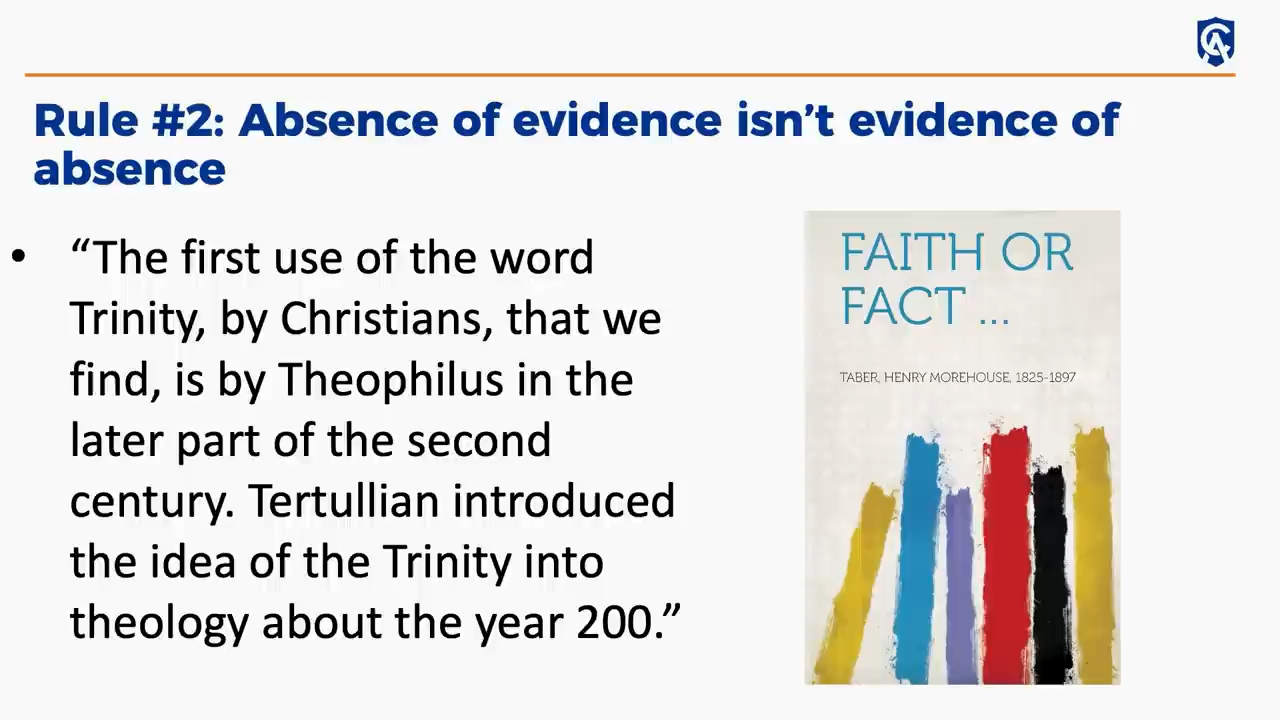 Rule #2: Absence of evidence isn’t evidence of
absence
• “The first use of the word
Trinity, by Christians, that we
find, is by Theophilus in the
later part of the second
century. Tertullian introduced
the idea of the Trinity into
theology about the year 200.”
FAITH OR
FACT ...
TABER, HENRY MOREHOUSE, 1825-1897